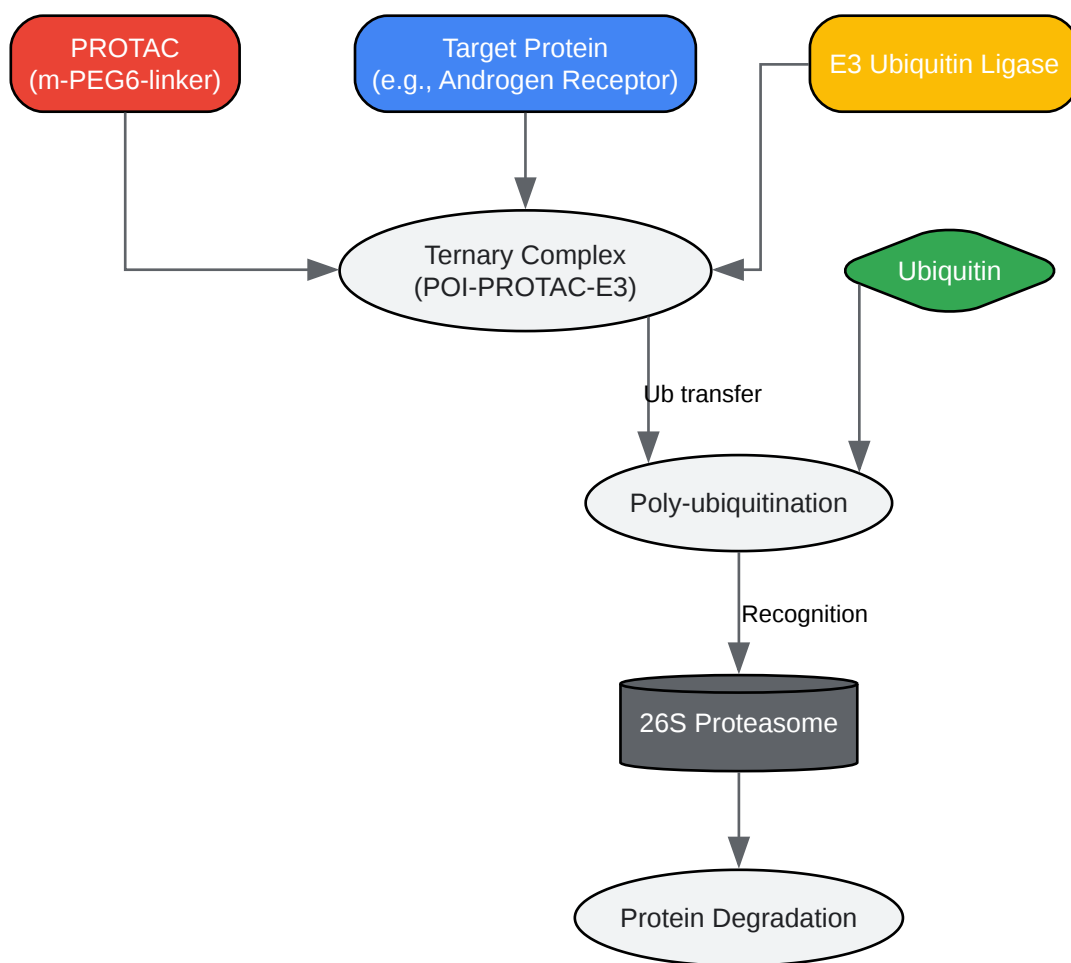 PROTAC
(m-PEG6-linker)
Target Protein
(e.g., Androgen Receptor)
E3 Ubiquitin Ligase
Ternary Complex
(POI-PROTAC-E3)
Ubiquitin
Ub transfer
Poly-ubiquitination
Recognition
26S Proteasome
Protein Degradation